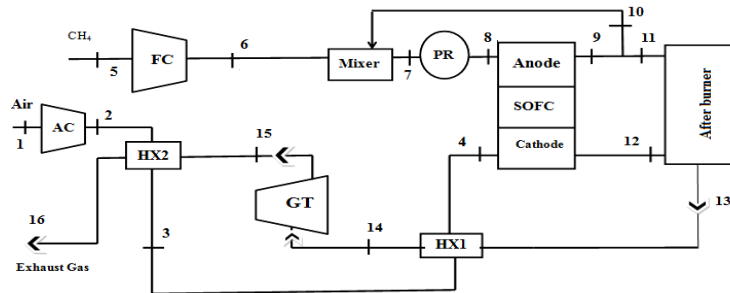 10
CH₄
FC
6
8
9
11
5
Mixer
7
PR
Anode
After burner
SOFC
Air
2
AC
1
15
4
Cathode
12
HX2
GT
13
16
3
14
HX1
Exhaust Gas